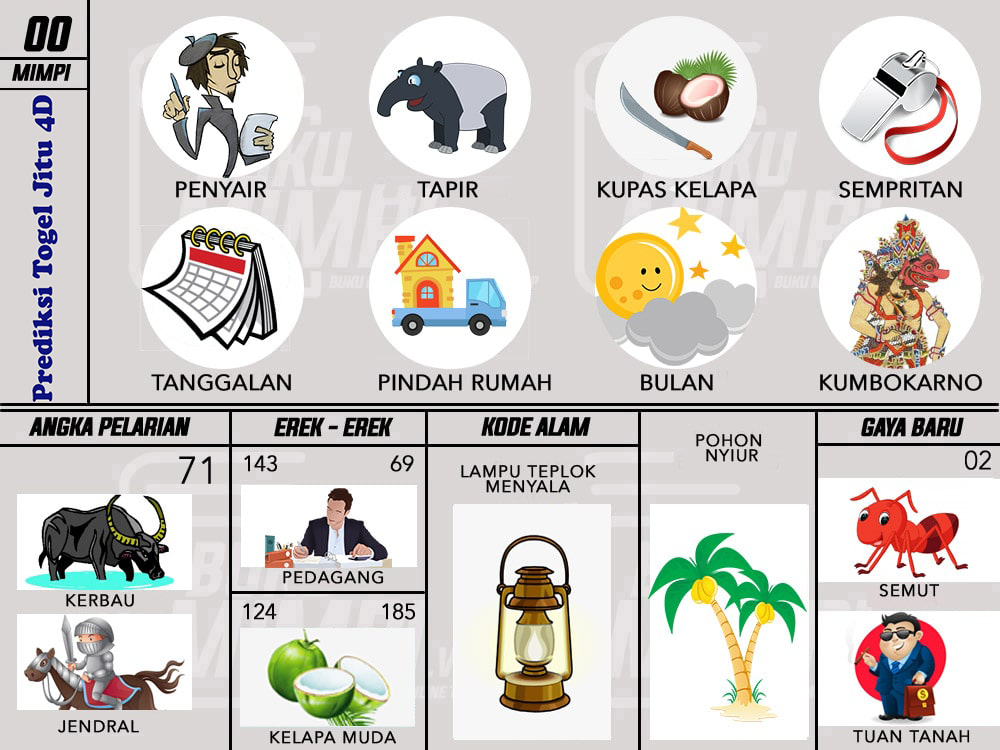 00
MIMPI
Prediksi Togel Jitu 4D
PENYAIR
TAPIR
KUPAS KELAPA
SEMPRITAN
TANGGALAN
PINDAH RUMAH
BULAN
KUMBOKARNO
ANGKA PELARIAN
71
KERBAU
JENDRAL
EREK - EREK
143 69
PEDAGANG
124 185
KELAPA MUDA
KODE ALAM
LAMPU TEPLOK
MENYALA
POHON
NYIUR
GAYA BARU
02
SEMUT
TUAN TANAH